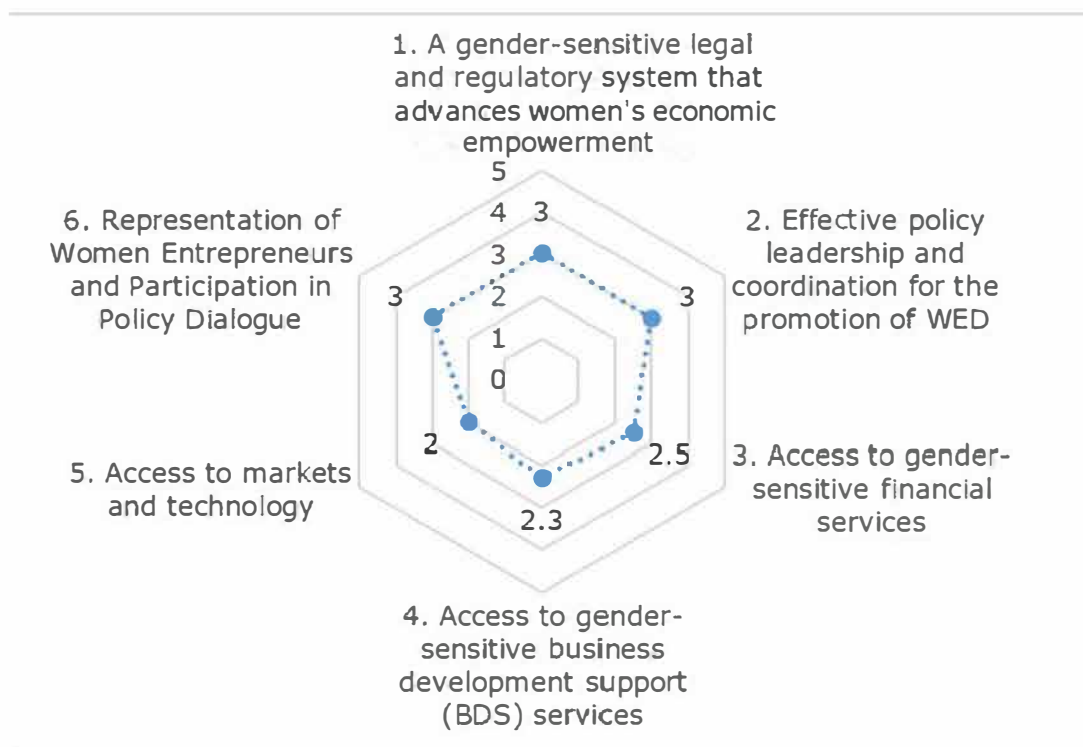 1. A gender-sensitive legal
and regulatory system that
advances women's economic
empowerment
5
4
3
3
2
1
0
6. Representation of
Women Entrepreneurs
and Participation in
Policy Dialogue
3
2. Effective policy
leadership and
coordination for the
promotion of WED
3
5. Access to markets
and technology
2
3. Access to gender-
sensitive financial
services
2.5
2.3
4. Access to gender-
sensitive business
development support
(BDS) services